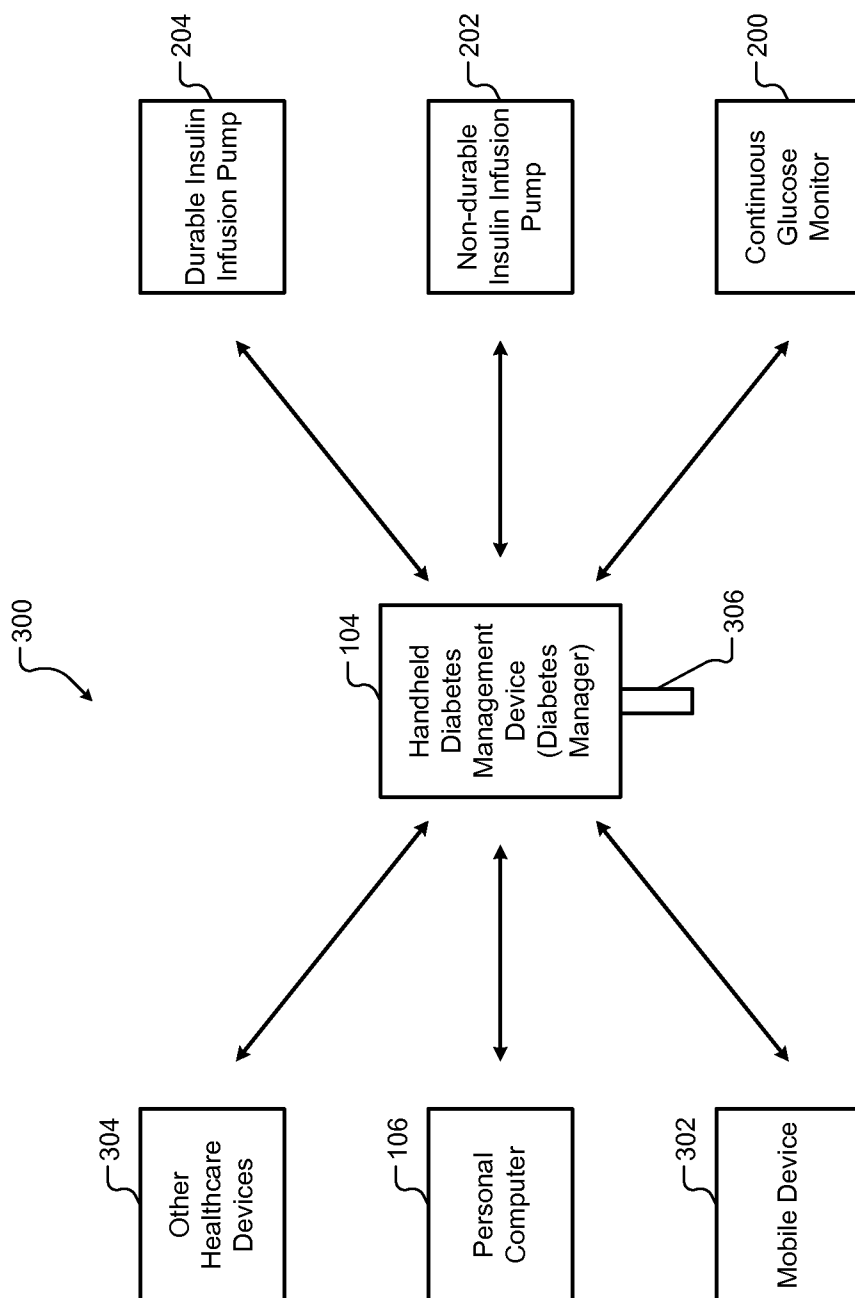 300
304
Other
Healthcare
Devices
204
Durable Insulin
Infusion Pump
106
Personal
Computer
104
Handheld
Diabetes
Management
Device
(Diabetes
Manager)
306
202
Non-durable
Insulin Infusion
Pump
302
Mobile Device
200
Continuous
Glucose
Monitor